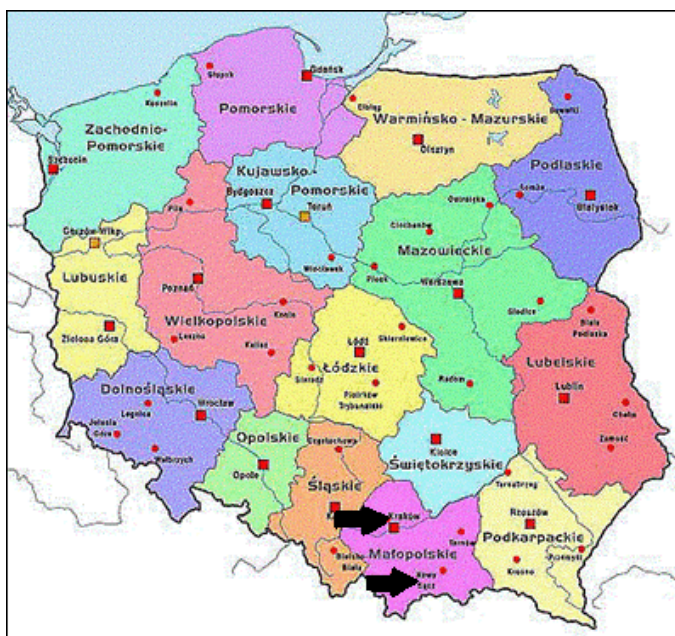 Słupsk
Gdańsk
Koszalin
Pomorskie
Elbląg
Suwałki
Zachodnio-
Pomorskie
Warmińsko - Mazurskie
Olsztyn
Szczecin
Kujawsko -
Pomorskie
Podlaskie
Bydgoszcz
Toruń
Piła
Łomża
Białystok
Ostrołęka
Ciechanów
Gorzów Wlkp.
Mazowieckie
Włocławek
Płock
Lubuskie
Poznań
Warszawa
Siedlce
Konin
Wielkopolskie
Biała
Podlaska
Zielona Góra
Leszno
Kalisz
Łódź
Skierniewice
Łódzkie
Lubelskie
Dolnośląskie
Sieradz
Piotrków
Trybunalski
Radom
Lublin
Legnica
Wrocław
Chełm
Jelenia
Góra
Wałbrzych
Opolskie
Opole
Częstochowa
Kielce
Świętokrzyskie
Zamość
Śląskie
Tarnobrzeg
K
Kraków
Rzeszów
Tarnów
Podkarpackie
Małopolskie
Przemyśl
Bielsko
Biała
Nowy
Sącz
Krosno